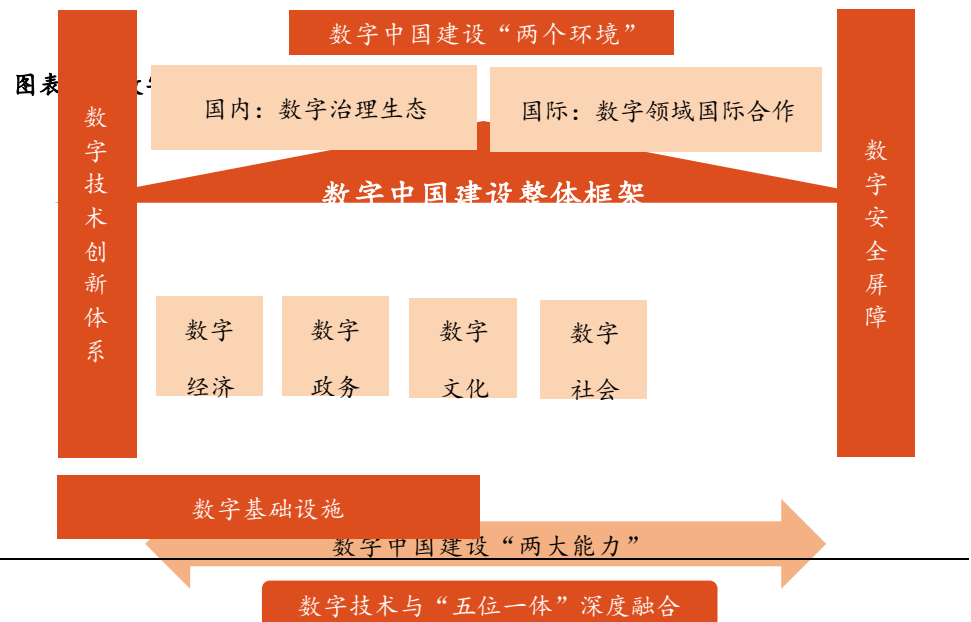 数字中国建设“两个环境”
图表
国内：数字治理生态
国际：数字领域国际合作
数字技术创新体系
数字安全屏障
数字中国建设整体框架
数字
经济
数字
政务
数字
文化
数字
社会
数字基础设施
数字中国建设“两大能力”
数字技术与“五位一体”深度融合